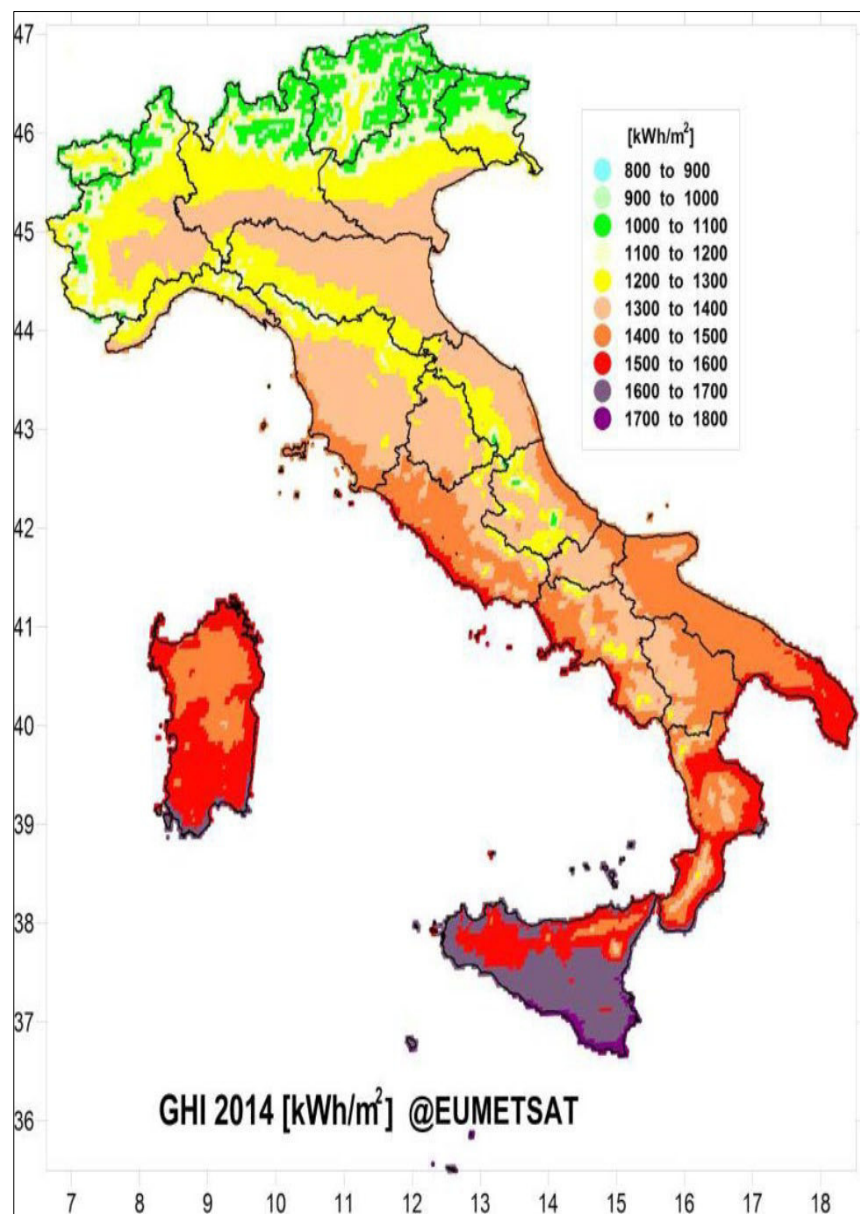 47
46
45
44
43
42
41
40
39
38
37
36
[kWh/m²]
800 to 900
900 to 1000
1000 to 1100
1100 to 1200
1200 to 1300
1300 to 1400
1400 to 1500
1500 to 1600
1600 to 1700
1700 to 1800
GHI 2014 [kWh/m²] @EUMETSAT
7 8 9 10 11 12 13 14 15 16 17 18